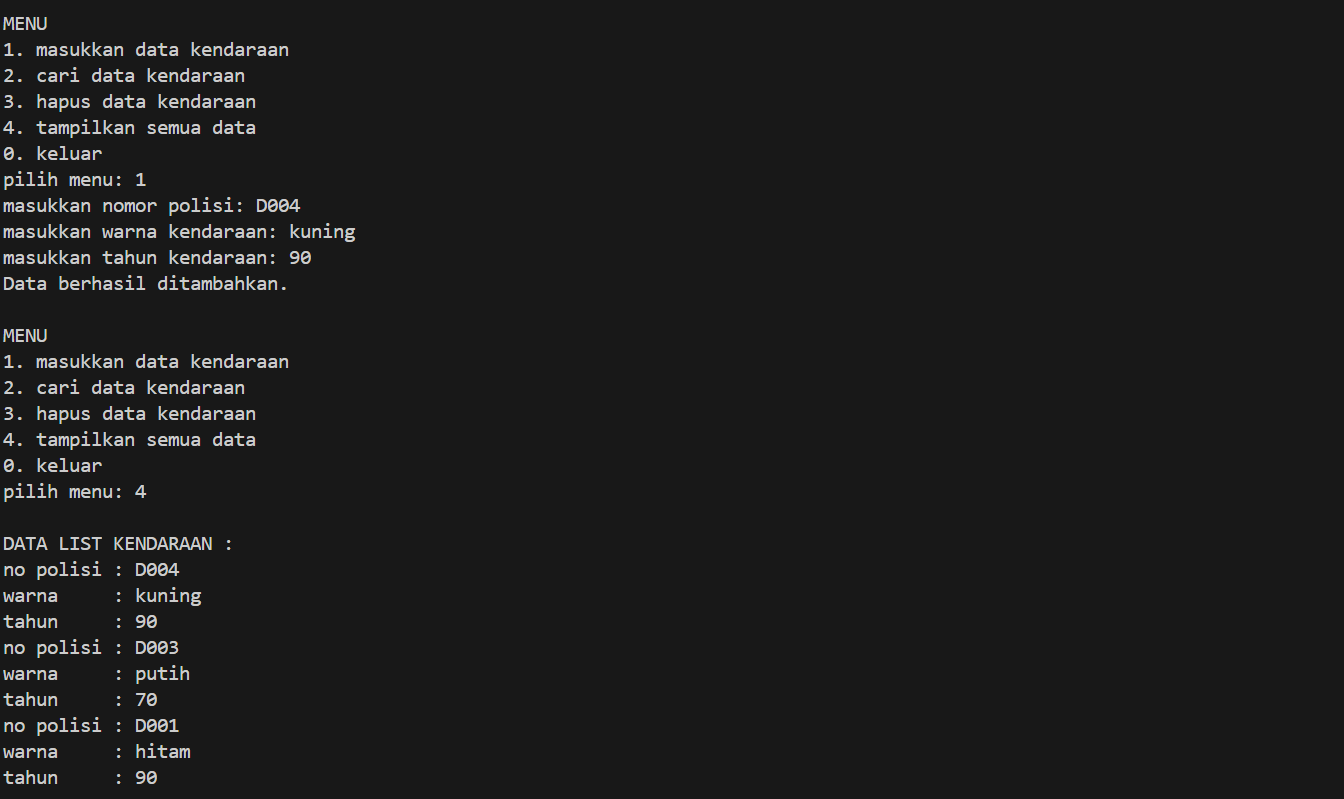 MENU
1. masukkan data kendaraan
2. cari data kendaraan
3. hapus data kendaraan
4. tampilkan semua data
0. keluar
pilih menu: 1
masukkan nomor polisi: D004
masukkan warna kendaraan: kuning
masukkan tahun kendaraan: 90
Data berhasil ditambahkan.

MENU
1. masukkan data kendaraan
2. cari data kendaraan
3. hapus data kendaraan
4. tampilkan semua data
0. keluar
pilih menu: 4

DATA LIST KENDARAAN :
no polisi : D004
warna     : kuning
tahun     : 90
no polisi : D003
warna     : putih
tahun     : 70
no polisi : D001
warna     : hitam
tahun     : 90